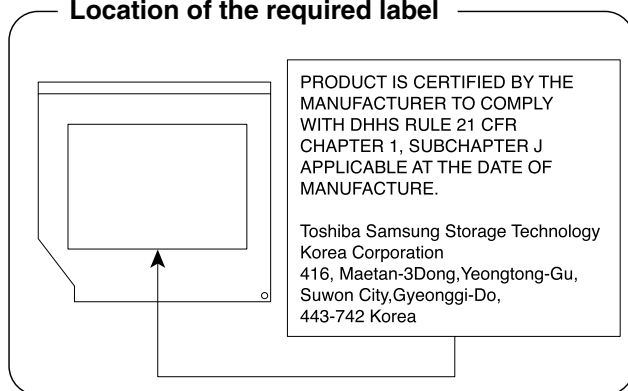 Location of the required label
PRODUCT IS CERTIFIED BY THE
MANUFACTURER TO COMPLY
WITH DHHS RULE 21 CFR
CHAPTER 1, SUBCHAPTER J
APPLICABLE AT THE DATE OF
MANUFACTURE.
Toshiba Samsung Storage Technology
Korea Corporation
416, Maetan-3Dong,Yeongtong-Gu,
Suwon City,Gyeonggi-Do,
443-742 Korea